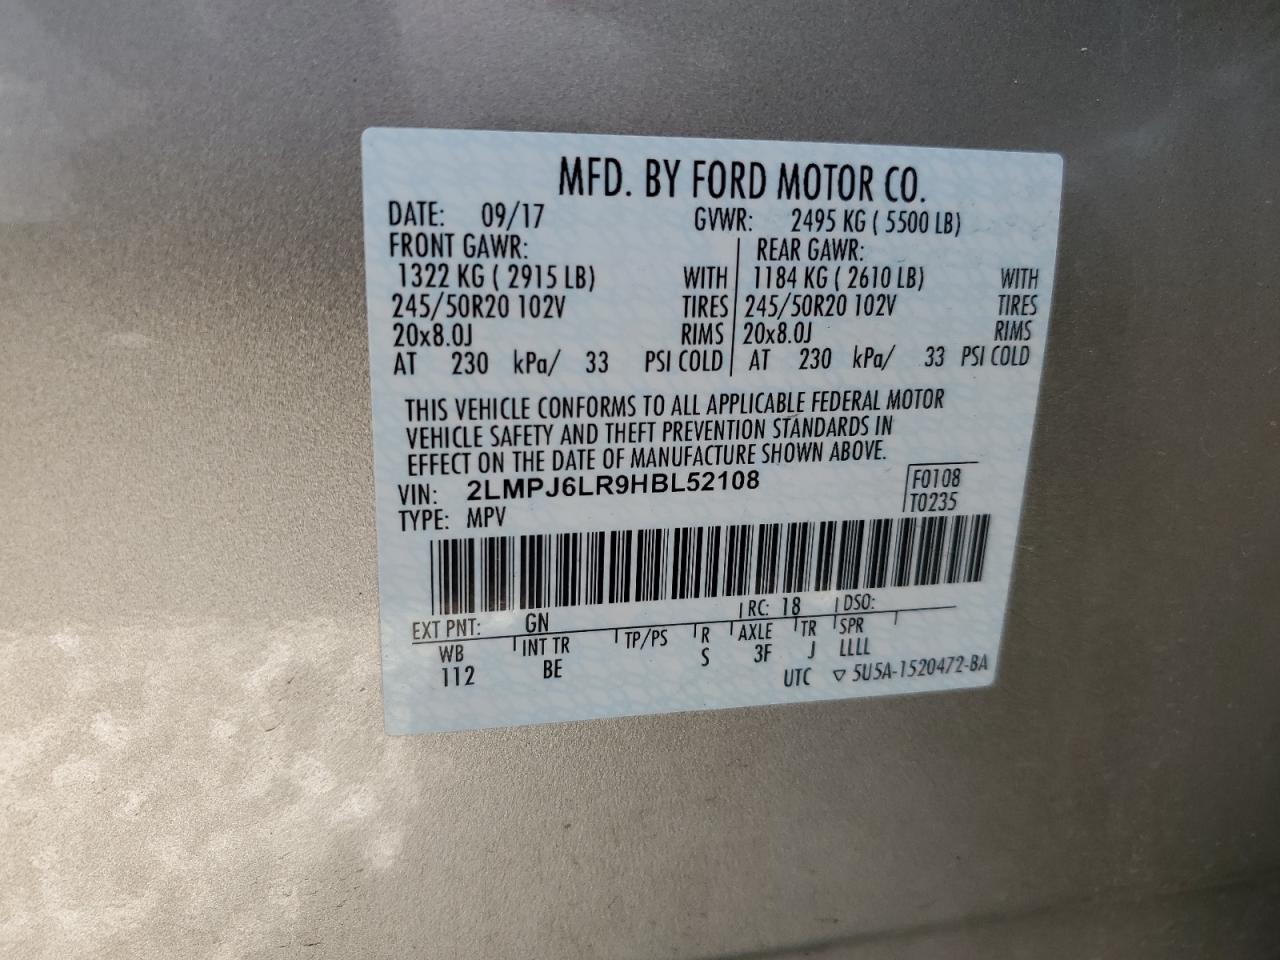 MFD. BY FORD MOTOR CO.
DATE: 09/17 GVWR: 2495 KG ( 5500 LB)
FRONT GAWR: REAR GAWR:
1322 KG ( 2915 LB) WITH 1184 KG ( 2610 LB) WITH
245/50R20 102V TIRES 245/50R20 102V TIRES
20x8.0J RIMS 20x8.0J RIMS
AT 230 kPa/ 33 PSI COLD AT 230 kPa/ 33 PSI COLD
THIS VEHICLE CONFORMS TO ALL APPLICABLE FEDERAL MOTOR
VEHICLE SAFETY AND THEFT PREVENTION STANDARDS IN
EFFECT ON THE DATE OF MANUFACTURE SHOWN ABOVE.
VIN: 2LMPJ6LR9HBL52108 F0108
TYPE: MPV T0235
EXT PNT: GN RC: 18 DSO:
WB INT TR TP/PS R AXLE TR SPR
112 BE S 3F J LLLL
UTC ▽ 5U5A-1520472-BA